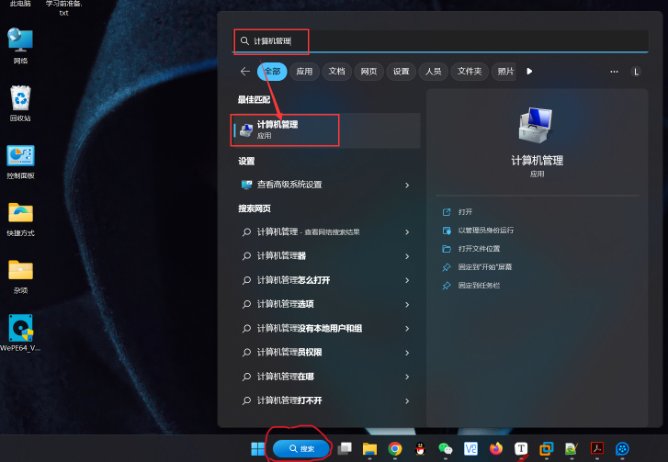 此电脑
学习前准备.
txt
网络
回收站
控制面板
快捷方式
杂项
WePE64_V...
计算机管理
全部
应用
文档
网页
设置
人员
文件夹
照片
...
L
最佳匹配
计算机管理
应用
设置
查看高级系统设置
搜索网页
计算机管理 - 查看网络搜索结果
计算机管理器
计算机管理怎么打开
计算机管理选项
计算机管理没有本地用户和组
计算机管理员权限
计算机管理在哪
计算机管理打不开
计算机管理
应用
打开
以管理员身份运行
打开文件位置
固定到"开始"屏幕
固定到任务栏
搜索